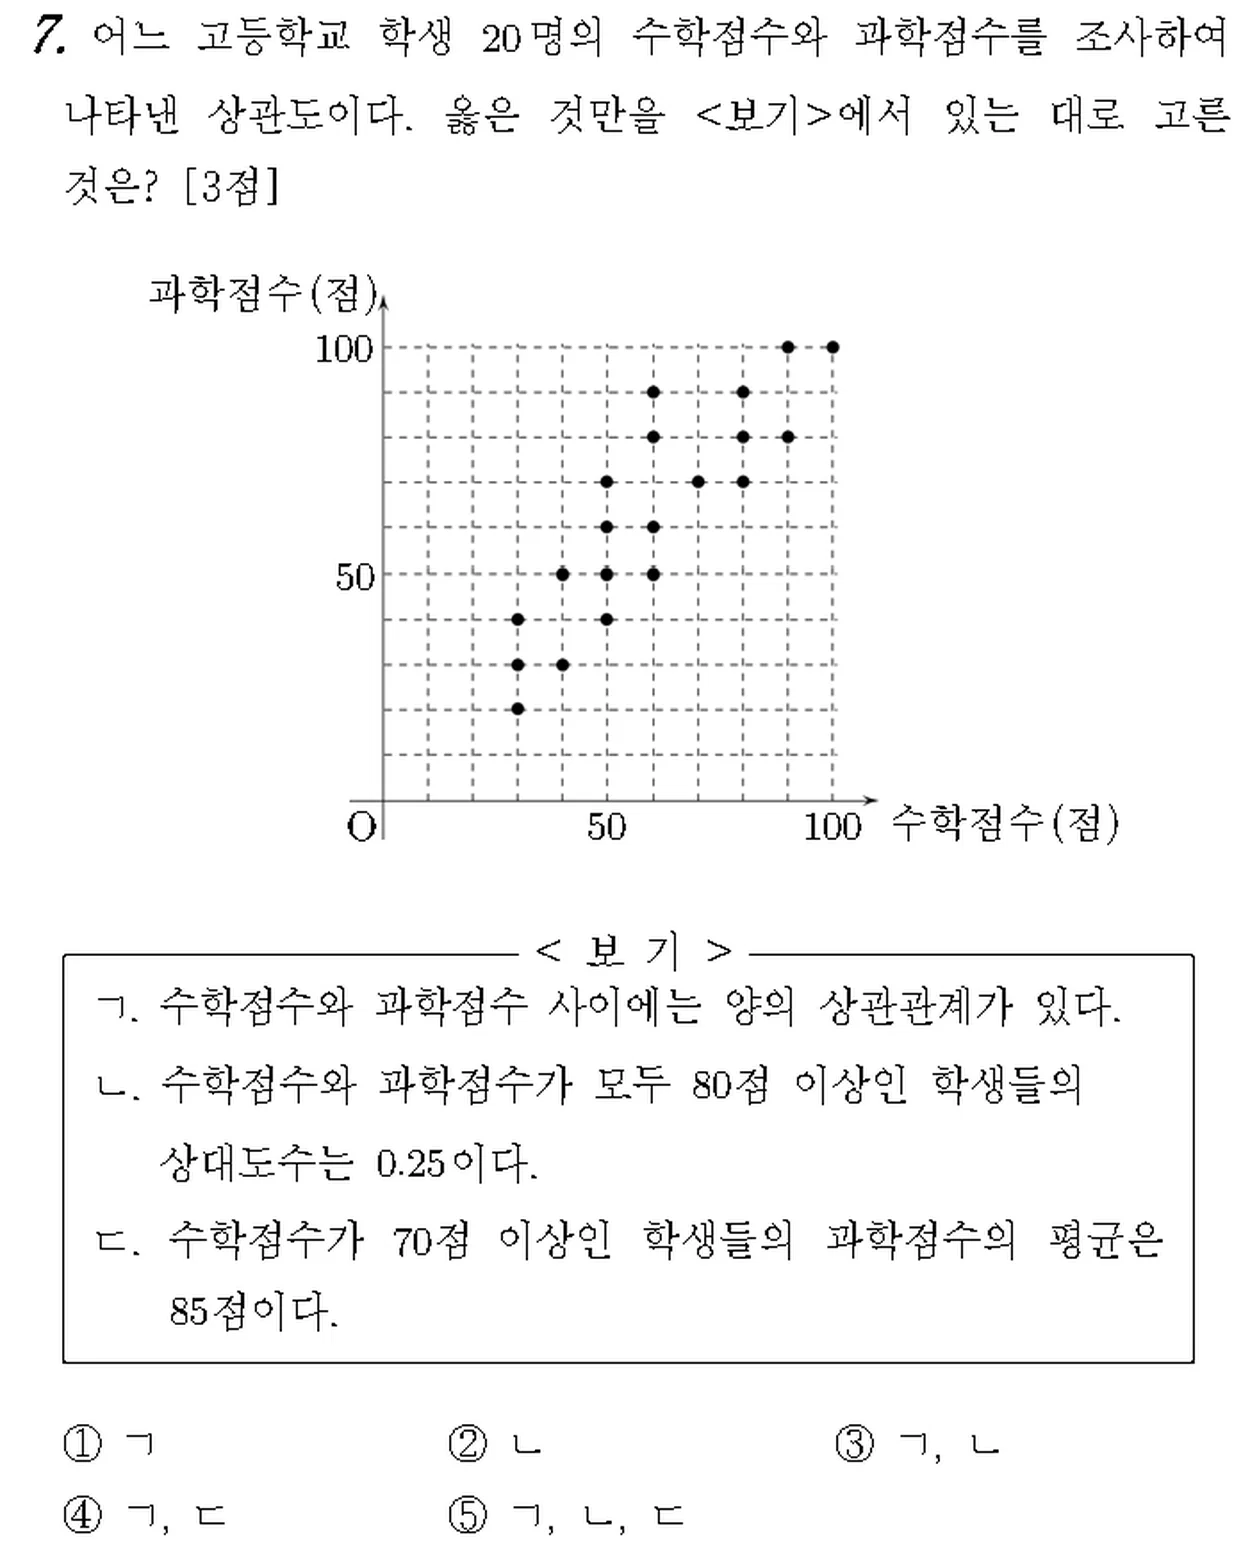 7. 어느 고등학교 학생 20명의 수학점수와 과학점수를 조사하여
나타낸 상관도이다. 옳은 것만을 <보기>에서 있는 대로 고른
것은? [3점]
과학점수(점)
100
50
O 50 100 수학점수(점)
< 보 기 >
ㄱ. 수학점수와 과학점수 사이에는 양의 상관관계가 있다.
ㄴ. 수학점수와 과학점수가 모두 80점 이상인 학생들의
상대도수는 0.25이다.
ㄷ. 수학점수가 70점 이상인 학생들의 과학점수의 평균은
85점이다.
① ㄱ ② ㄴ ③ ㄱ, ㄴ
④ ㄱ, ㄷ ⑤ ㄱ, ㄴ, ㄷ